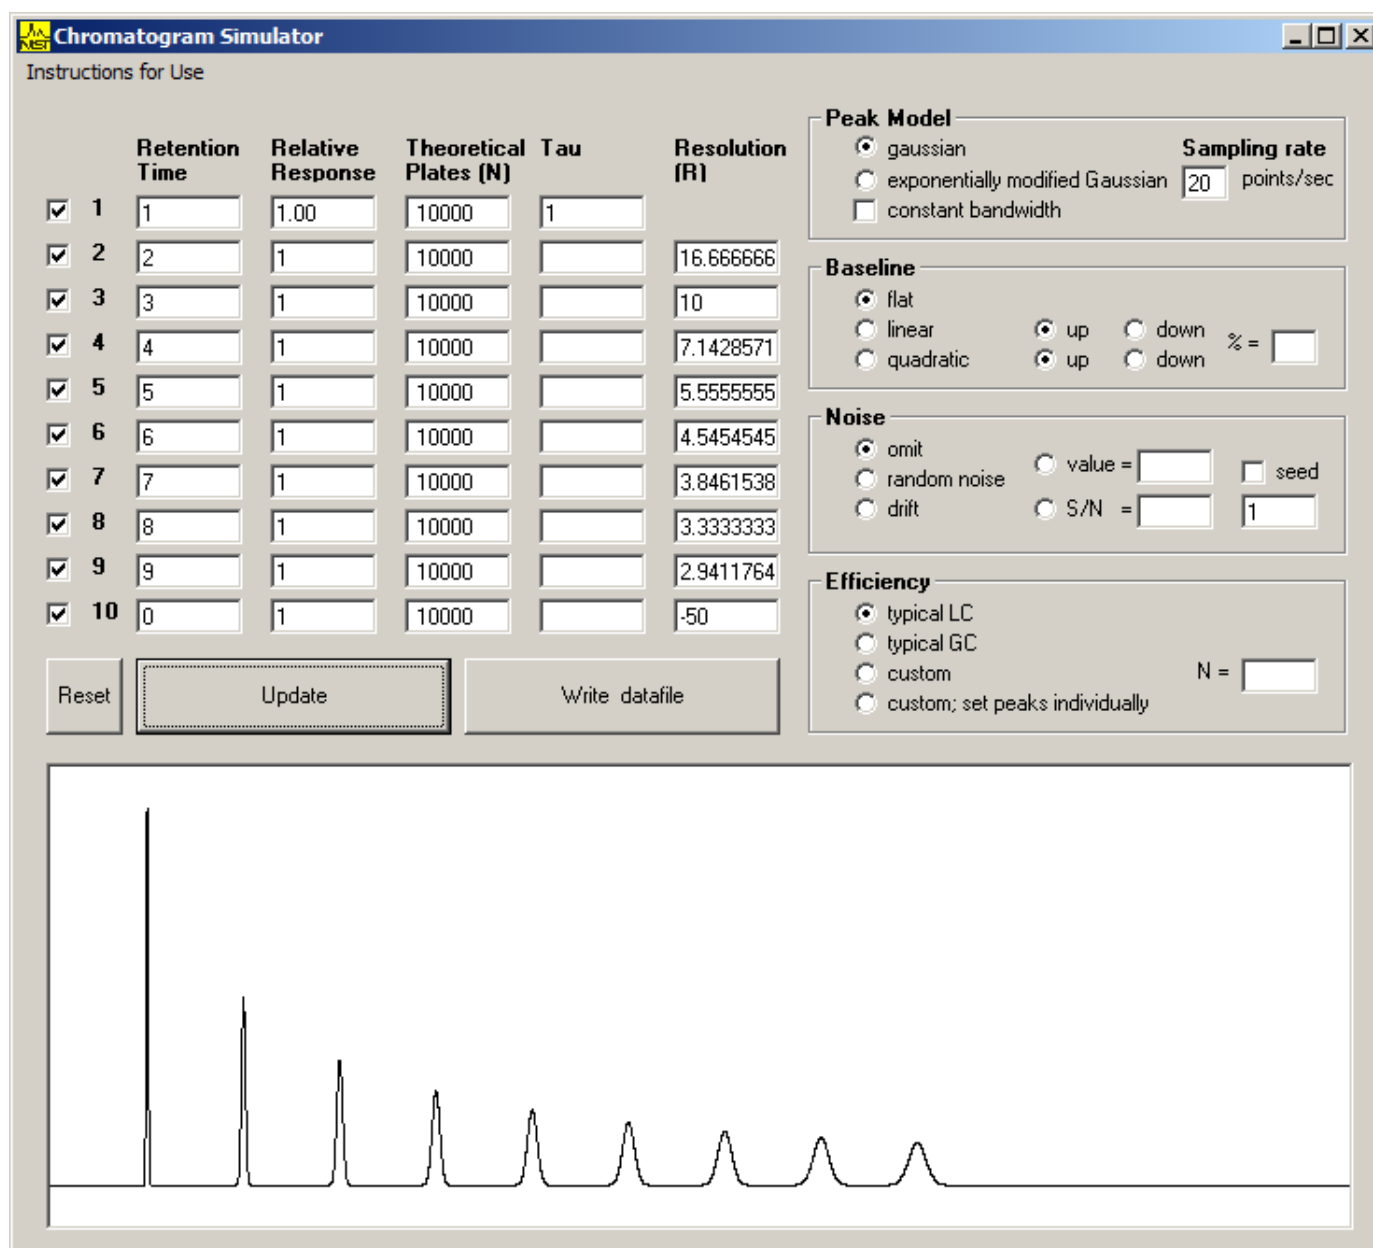 NIST
Chromatogram Simulator
Instructions for Use
Retention Time
Relative Response
Theoretical Plates (N)
Tau
Resolution (R)
1 1 1.00 10000 1
2 2 1 10000 16.666666
3 3 1 10000 10
4 4 1 10000 7.1428571
5 5 1 10000 5.5555555
6 6 1 10000 4.5454545
7 7 1 10000 3.8461538
8 8 1 10000 3.3333333
9 9 1 10000 2.9411764
10 0 1 10000 -50
Reset
Update
Write datafile
Peak Model
gaussian
exponentially modified Gaussian
constant bandwidth
Sampling rate
20 points/sec
Baseline
flat
linear up down
quadratic up down
% =
Noise
omit
random noise
drift
value =
S/N =
seed
1
Efficiency
typical LC
typical GC
custom
custom; set peaks individually
N =